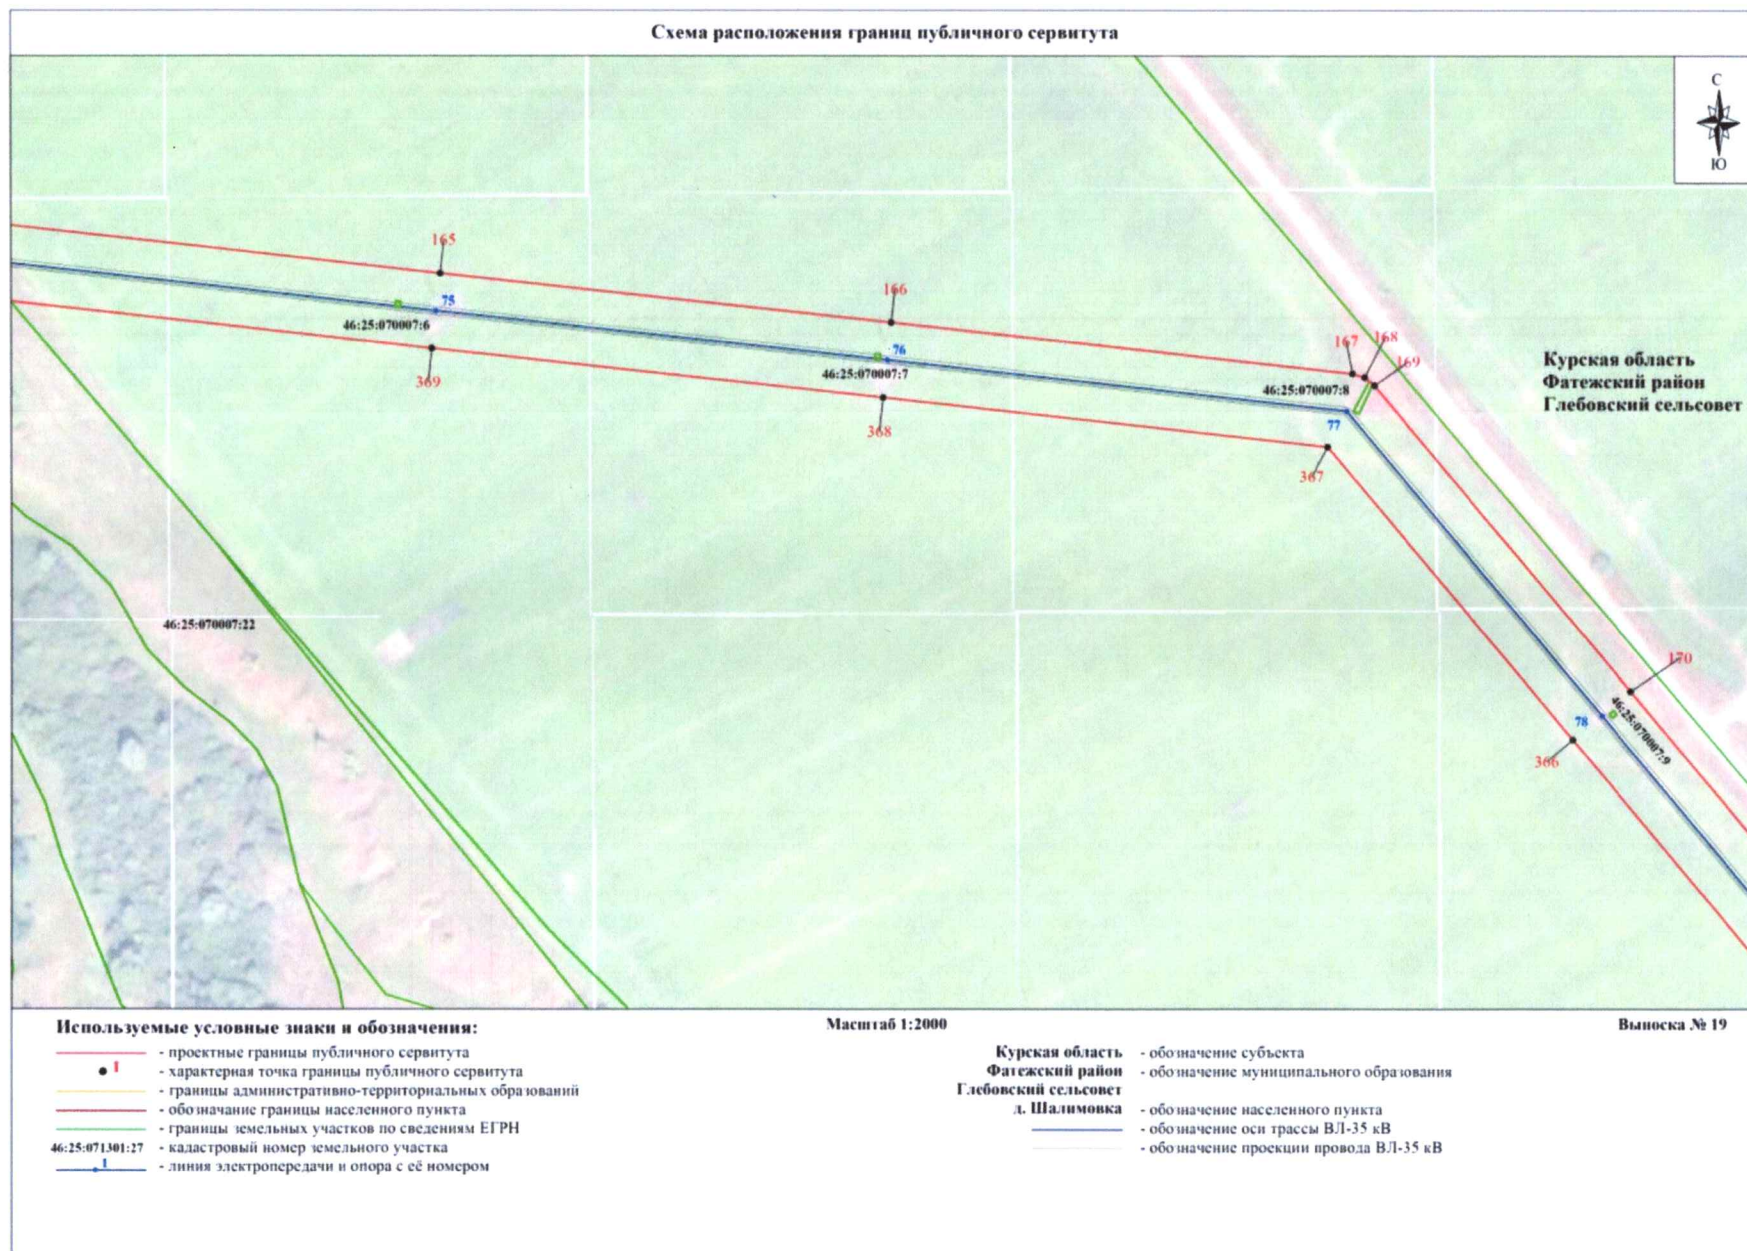 Схема расположения границ публичного сервитута
С
Ю
165
166
167
168
169
75
46:25:070007:6
369
76
46:25:070007:7
368
46:25:070007:8
77
367
Курская область
Фатежский район
Глебовский сельсовет
46:25:070007:22
170
78
46:25:070007:9
366
Используемые условные знаки и обозначения:
Масштаб 1:2000
Выноска № 19
- проектные границы публичного сервитута
1 - характерная точка границы публичного сервитута
- границы административно-территориальных образований
- обозначание границы населенного пункта
- границы земельных участков по сведениям ЕГРН
46:25:071301:27 - кадастровый номер земельного участка
1 - линия электропередачи и опора с её номером
Курская область - обозначение субъекта
Фатежский район - обозначение муниципального образования
Глебовский сельсовет
д. Шалимовка - обозначение населенного пункта
- обозначение оси трассы ВЛ-35 кВ
- обозначение проекции провода ВЛ-35 кВ